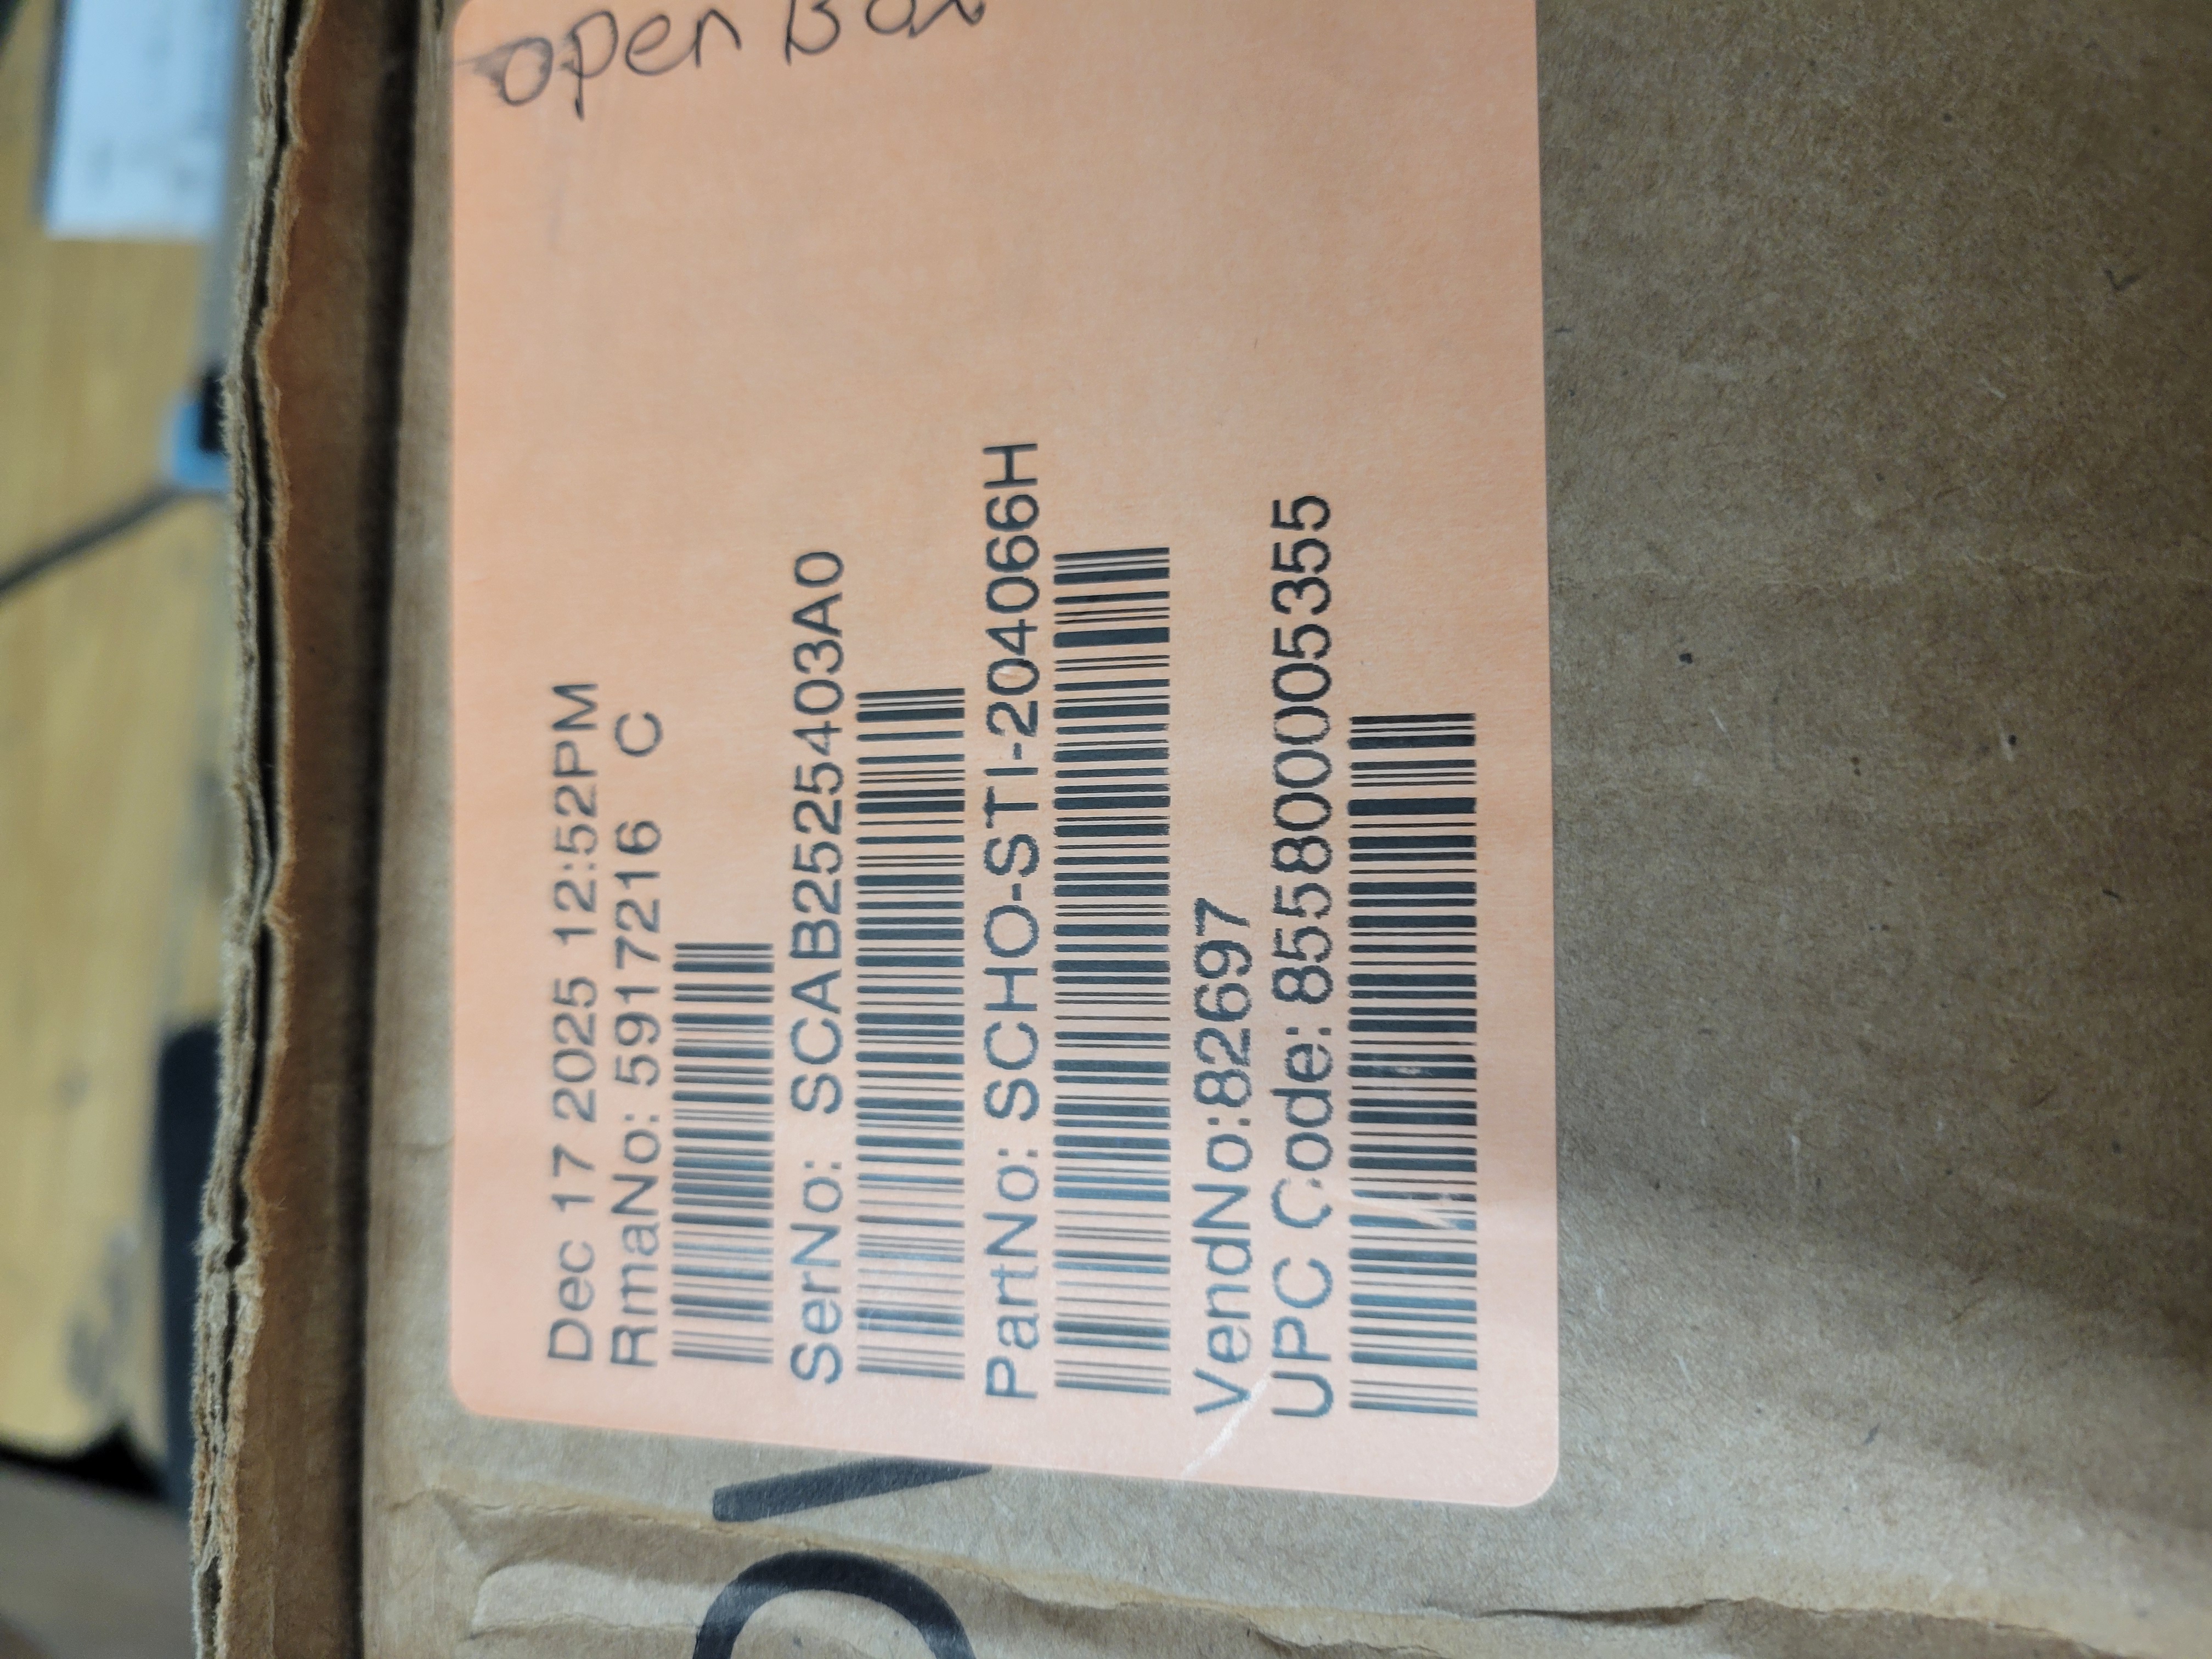 open Box
Dec 17 2025 12:52PM
RmaNo: 5917216 C
SerNo: SCAB2525403A0
PartNo: SCHO-STI-204066H
VendNo:82697
UPC Code: 855800005355